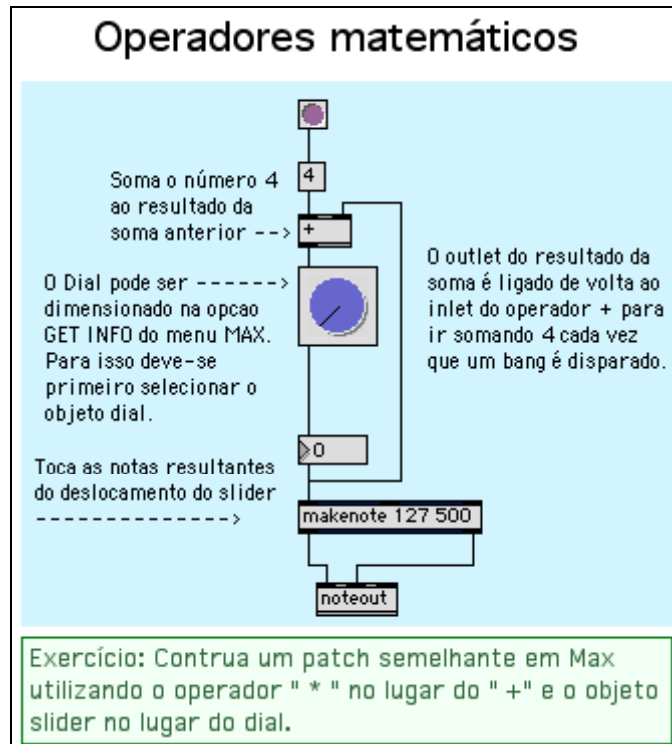 Operadores matemáticos
4
Soma o número 4
ao resultado da
soma anterior -->
+
O Dial pode ser ------>
dimensionado na opcao
GET INFO do menu MAX.
Para isso deve-se
primeiro selecionar o
objeto dial.
O outlet do resultado da
soma é ligado de volta ao
inlet do operador + para
ir somando 4 cada vez
que um bang é disparado.
0
Toca as notas resultantes
do deslocamento do slider
-------------->
makenote 127 500
noteout
Exercício: Contrua um patch semelhante em Max
utilizando o operador " * " no lugar do " +" e o objeto
slider no lugar do dial.